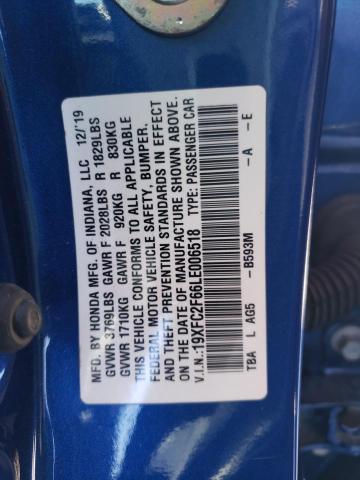 MFD. BY HONDA MFG. OF INDIANA, LLC 12/'19
GVWR 3769LBS GAWR F 2028LBS R 1829LBS
GVWR 1710KG GAWR F 920KG R 830KG
THIS VEHICLE CONFORMS TO ALL APPLICABLE
FEDERAL MOTOR VEHICLE SAFETY, BUMPER,
AND THEFT PREVENTION STANDARDS IN EFFECT
ON THE DATE OF MANUFACTURE SHOWN ABOVE.
V.I.N.:19XFC2F66LE006518 TYPE: PASSENGER CAR
TBA L AG5 -B593M -A -E